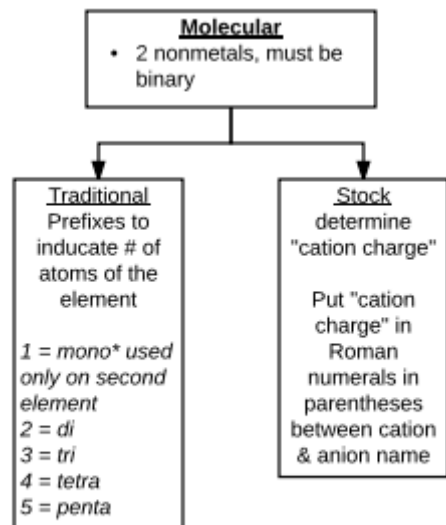 Molecular
• 2 nonmetals, must be
binary
Traditional
Prefixes to
inducate # of
atoms of the
element
1 = mono* used
only on second
element
2 = di
3 = tri
4 = tetra
5 = penta
Stock
determine
"cation charge"
Put "cation
charge" in
Roman
numerals in
parentheses
between cation
& anion name